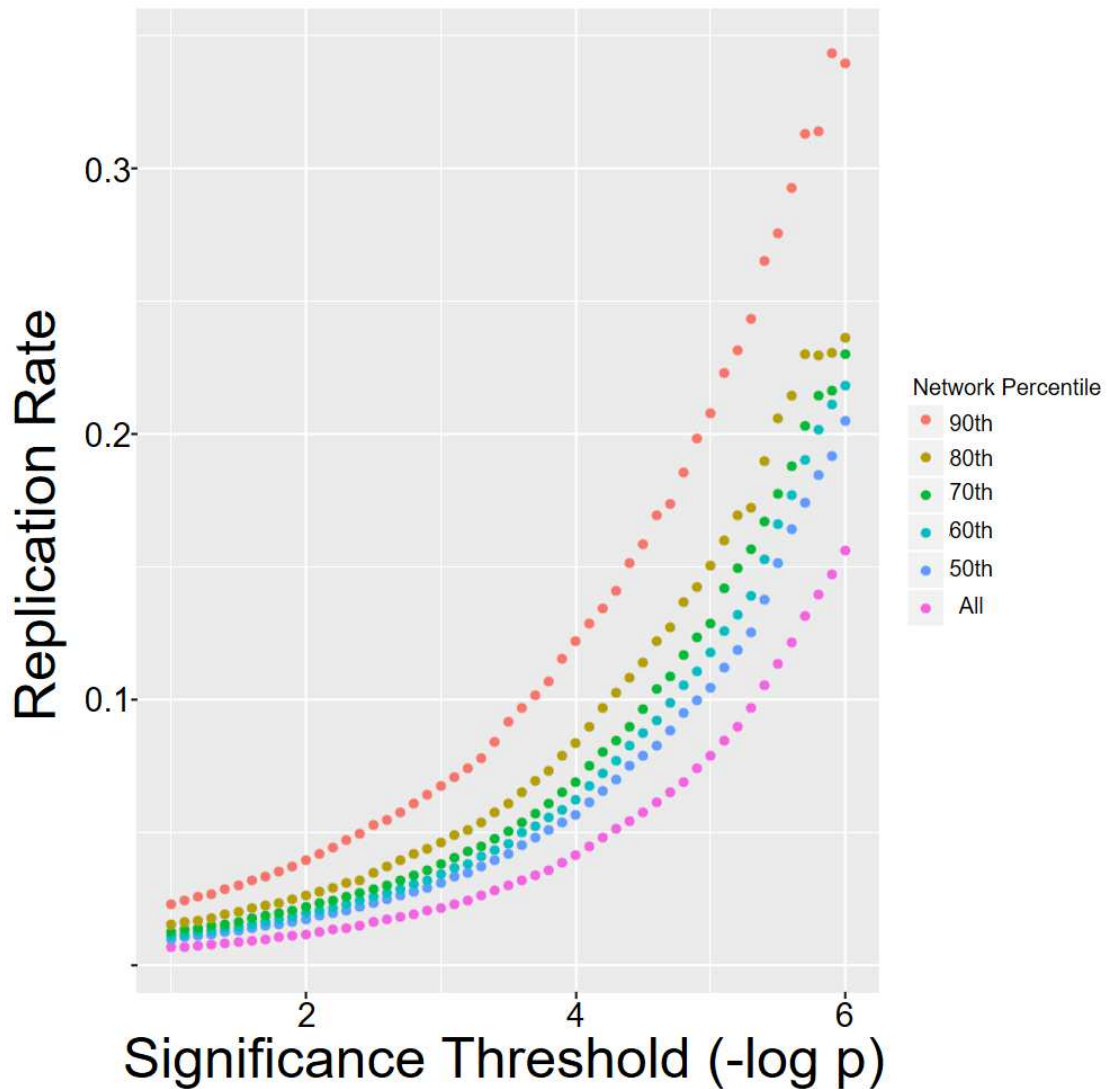 Replication Rate
0.3
0.2
0.1
2
4
6
Significance Threshold (-log p)
Network Percentile
90th
80th
70th
60th
50th
All